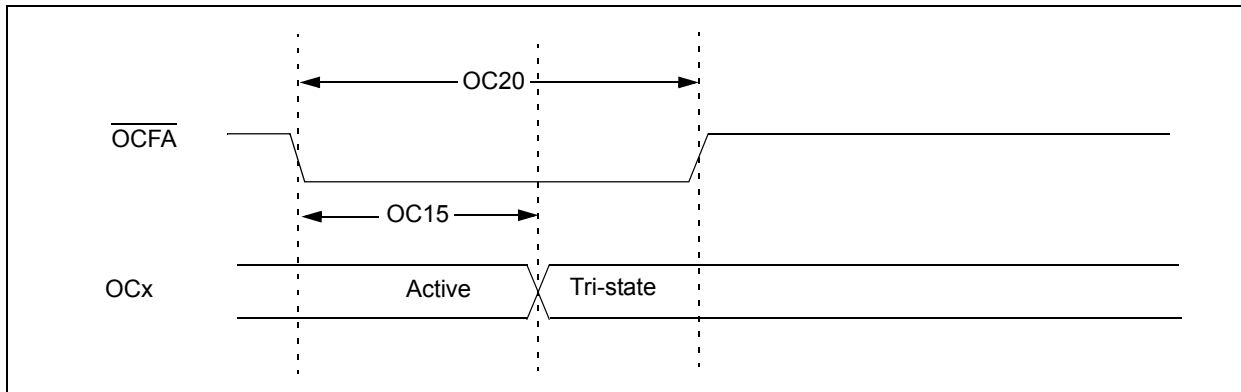 OC20
OCFA
OC15
OCx
Active
Tri-state